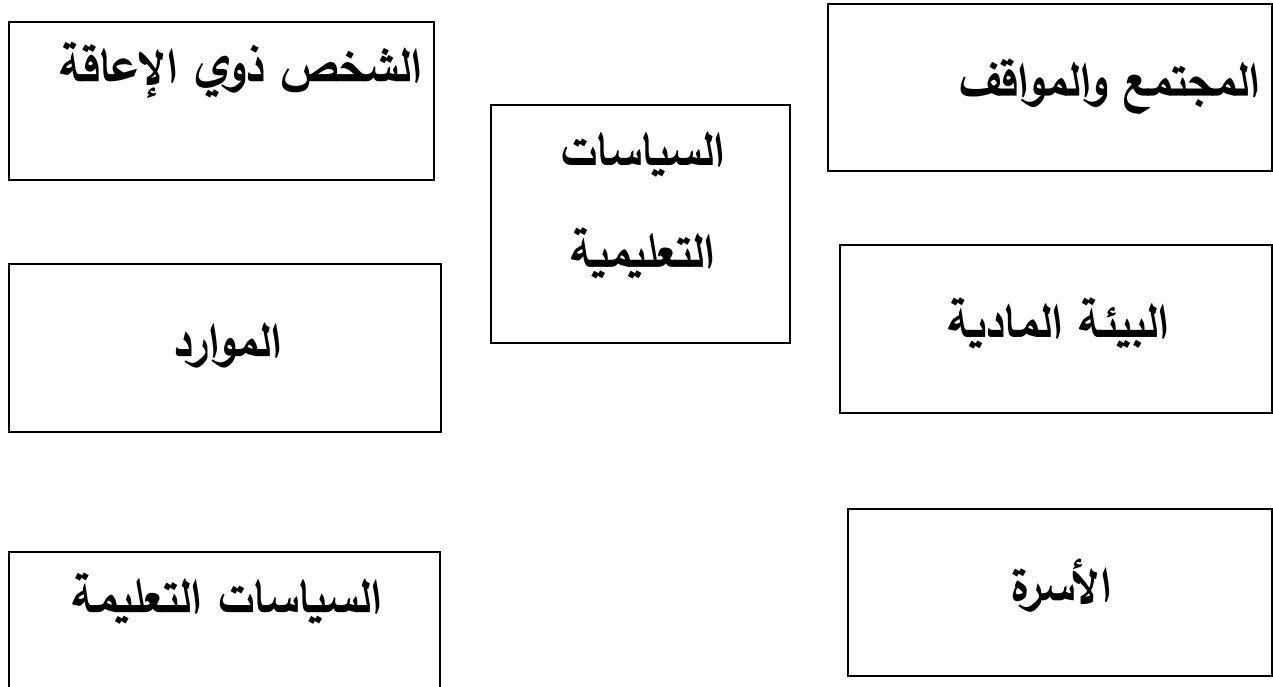 المجتمع والمواقف
الشخص ذوي الإعاقة
السياسات
التعليمية
البيئة المادية
الموارد
الأسرة
السياسات التعليمة